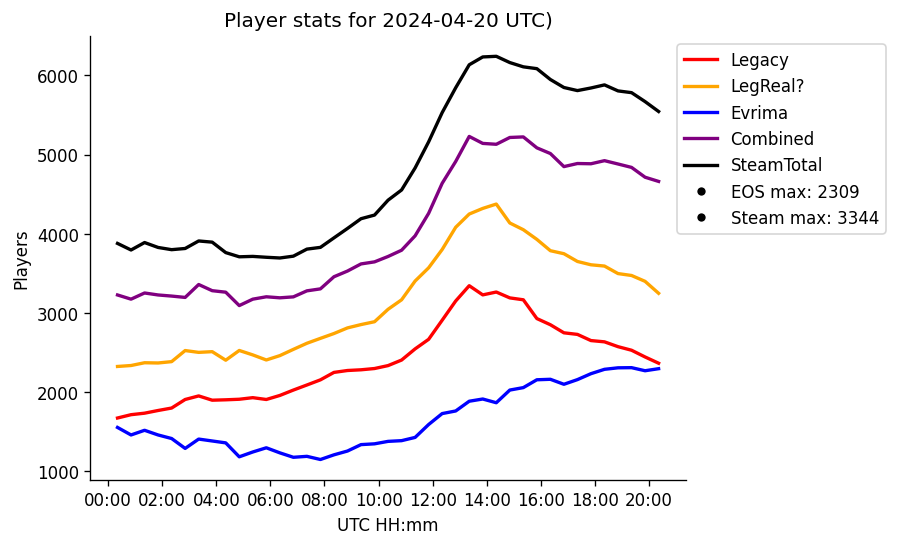 Player stats for 2024-04-20 UTC)
Legacy
LegReal?
Evrima
Combined
SteamTotal
EOS max: 2309
Steam max: 3344
Players
6000
5000
4000
3000
2000
1000
00:00 02:00 04:00 06:00 08:00 10:00 12:00 14:00 16:00 18:00 20:00
UTC HH:mm